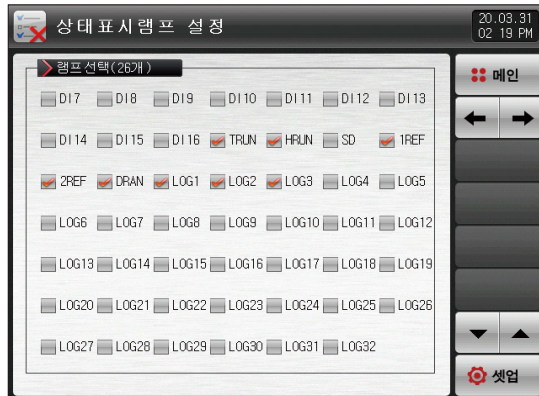 상태표시램프 설정
20.03.31
02 19 PM
램프선택(26개)
DI7 DI8 DI9 DI10 DI11 DI12 DI13
DI14 DI15 DI16 TRUN HRUN SD 1REF
2REF DRAN LOG1 LOG2 LOG3 LOG4 LOG5
LOG6 LOG7 LOG8 LOG9 LOG10 LOG11 LOG12
LOG13 LOG14 LOG15 LOG16 LOG17 LOG18 LOG19
LOG20 LOG21 LOG22 LOG23 LOG24 LOG25 LOG26
LOG27 LOG28 LOG29 LOG30 LOG31 LOG32
메인
셋업